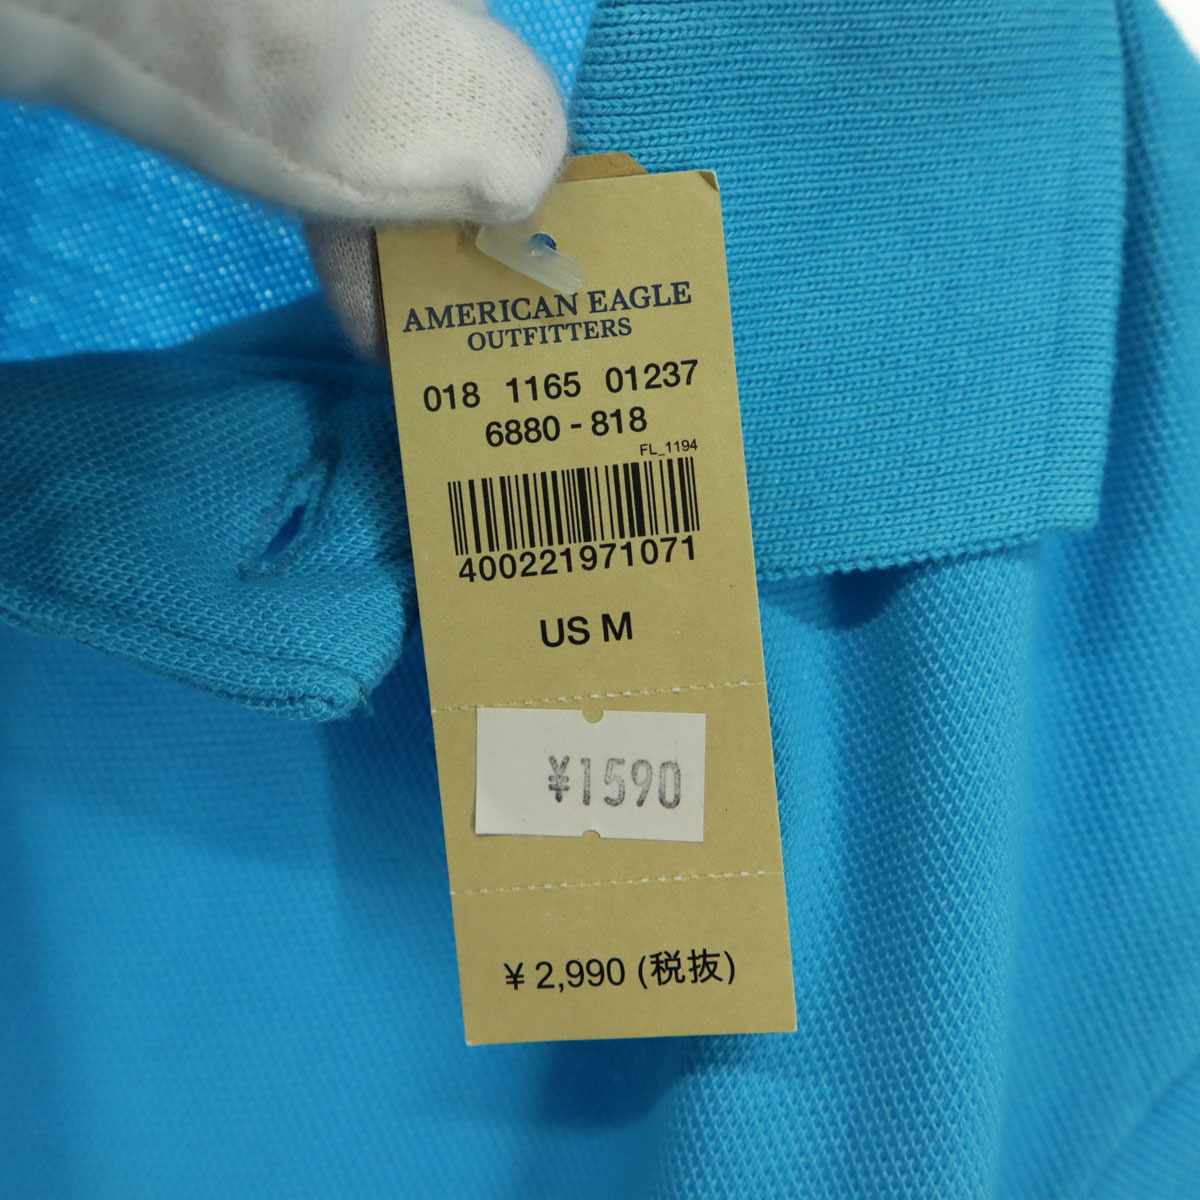 AMERICAN EAGLE
OUTFITTERS
018 1165 01237
6880 - 818
FL_1194
400221971071
US M
¥1590
¥ 2,990 (税抜)